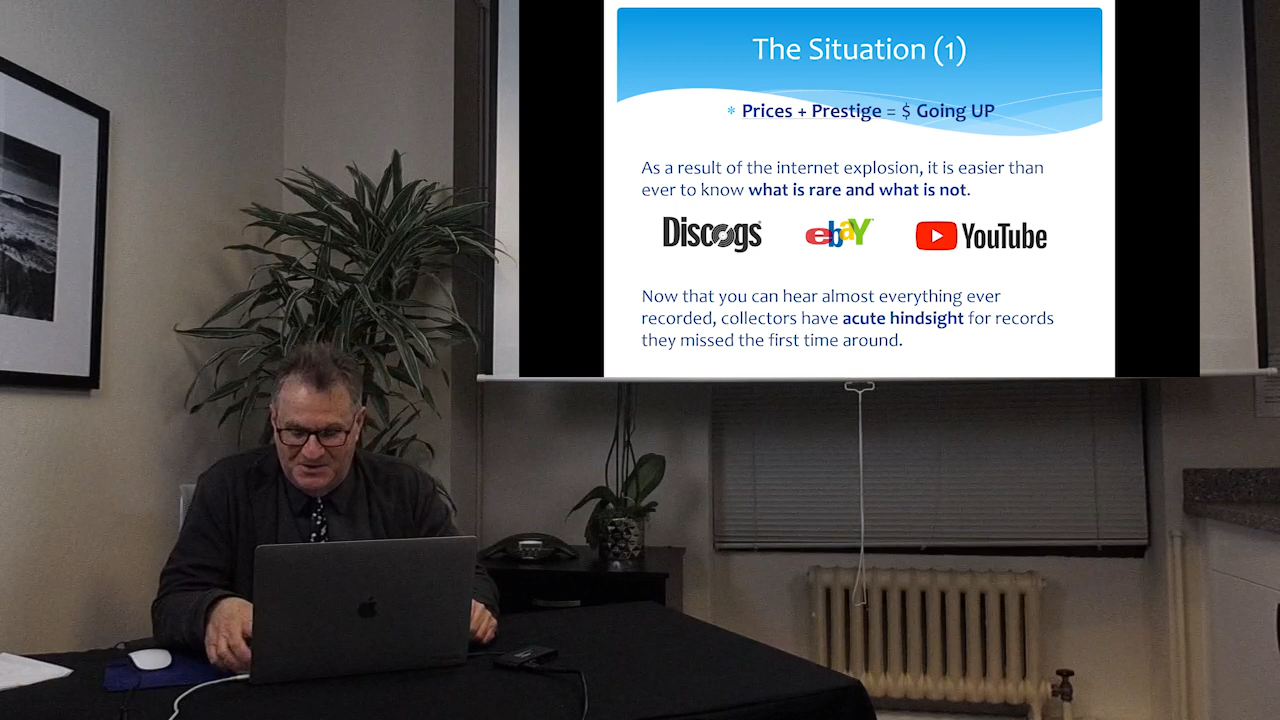 The Situation (1)
* Prices + Prestige = $ Going UP
As a result of the internet explosion, it is easier than
ever to know what is rare and what is not.
Discogs ebay YouTube
Now that you can hear almost everything ever
recorded, collectors have acute hindsight for records
they missed the first time around.